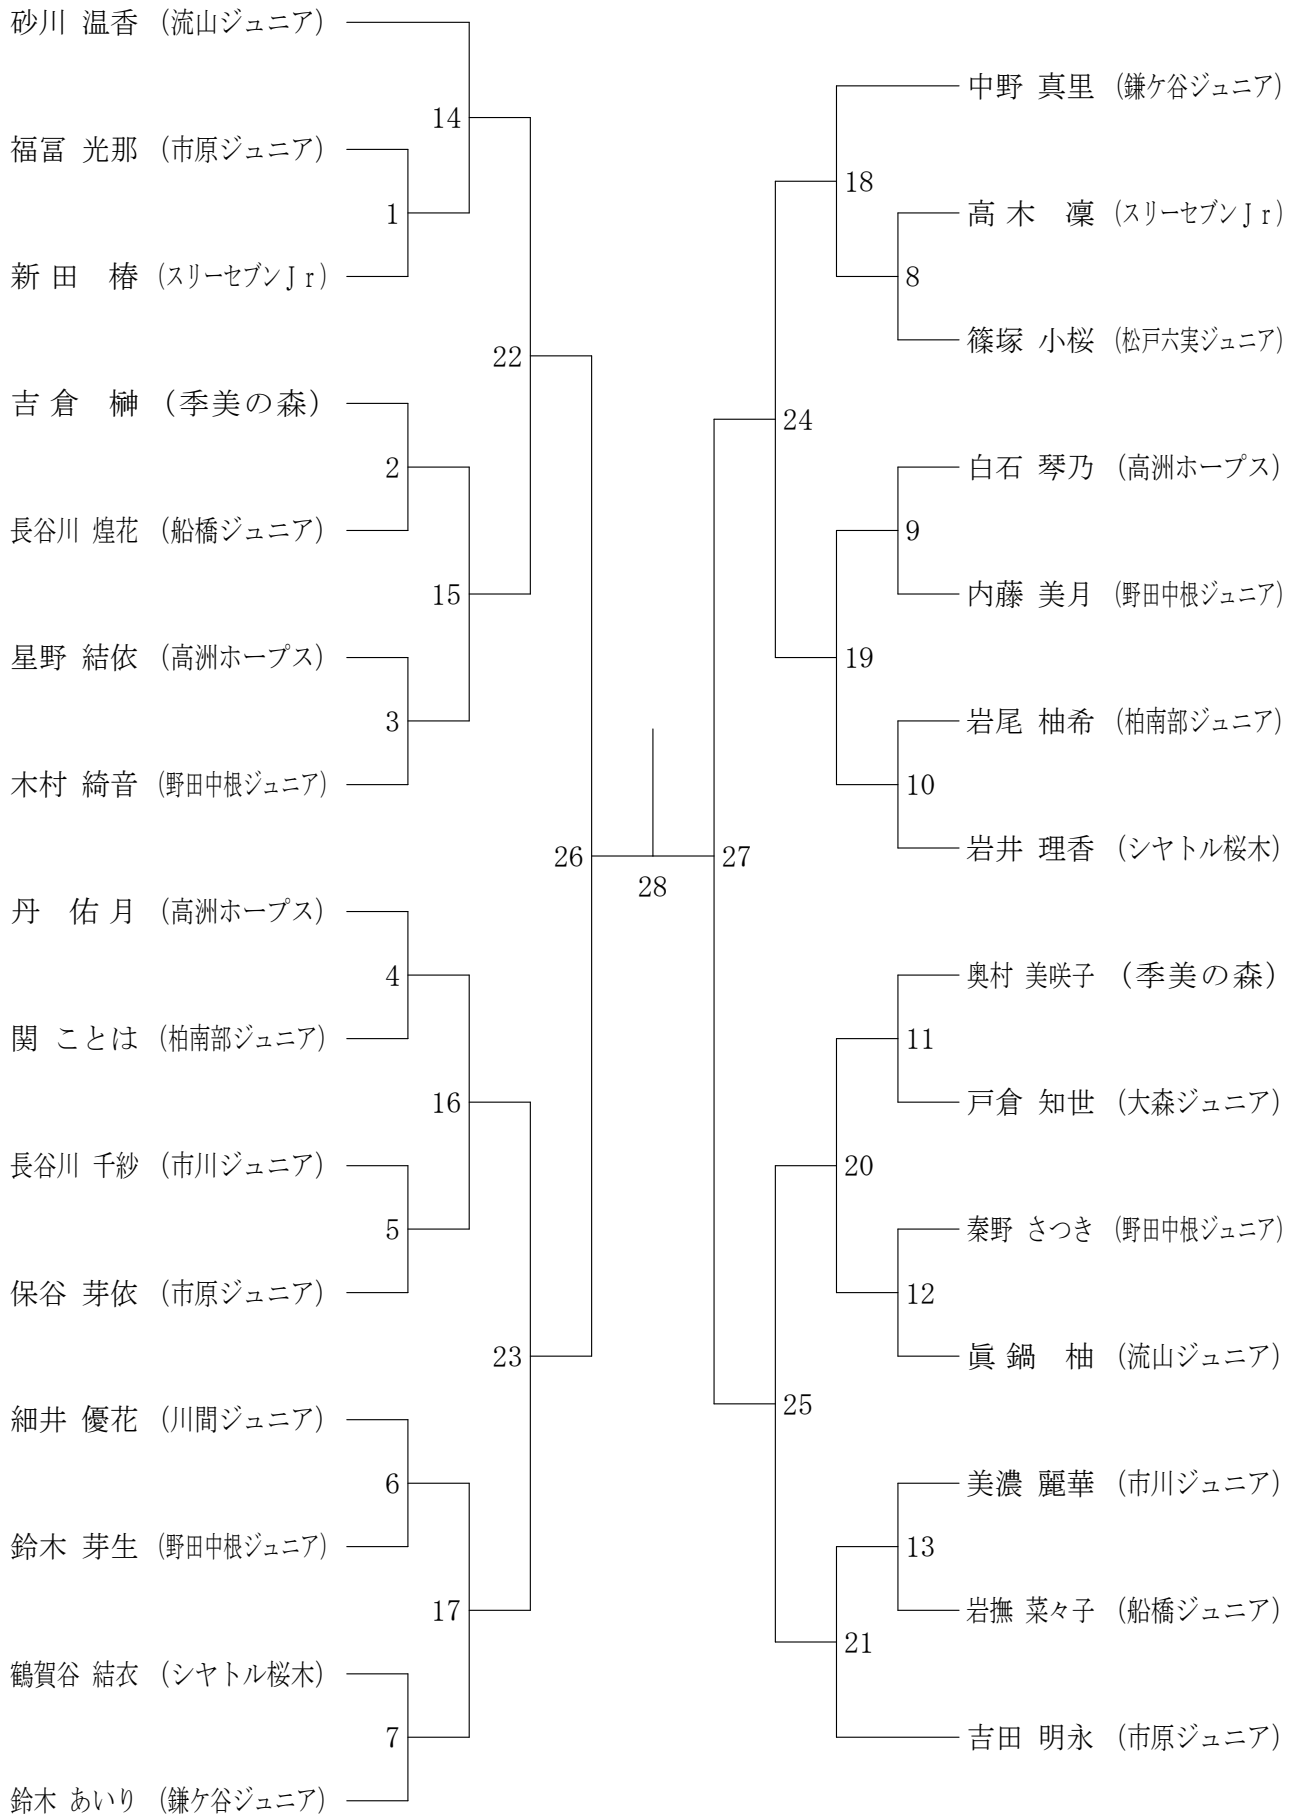 砂川 温香 (流山ジュニア)
14
福冨 光那 (市原ジュニア)
1
新田 椿 (スリーセブンJr)
22
吉倉 榊 (季美の森)
2
長谷川 煌花 (船橋ジュニア)
15
星野 結依 (高洲ホープス)
3
木村 綺音 (野田中根ジュニア)
26
丹 佑月 (高洲ホープス)
4
関 ことは (柏南部ジュニア)
16
長谷川 千紗 (市川ジュニア)
5
保谷 芽依 (市原ジュニア)
23
細井 優花 (川間ジュニア)
6
鈴木 芽生 (野田中根ジュニア)
17
鶴賀谷 結衣 (シヤトル桜木)
7
鈴木 あいり (鎌ケ谷ジュニア)
28
中野 真里 (鎌ケ谷ジュニア)
18
高木 凜 (スリーセブンJr)
8
篠塚 小桜 (松戸六実ジュニア)
24
白石 琴乃 (高洲ホープス)
9
内藤 美月 (野田中根ジュニア)
19
岩尾 柚希 (柏南部ジュニア)
10
岩井 理香 (シヤトル桜木)
27
奥村 美咲子 (季美の森)
11
戸倉 知世 (大森ジュニア)
20
秦野 さつき (野田中根ジュニア)
12
眞鍋 柚 (流山ジュニア)
25
美濃 麗華 (市川ジュニア)
13
岩撫 菜々子 (船橋ジュニア)
21
吉田 明永 (市原ジュニア)